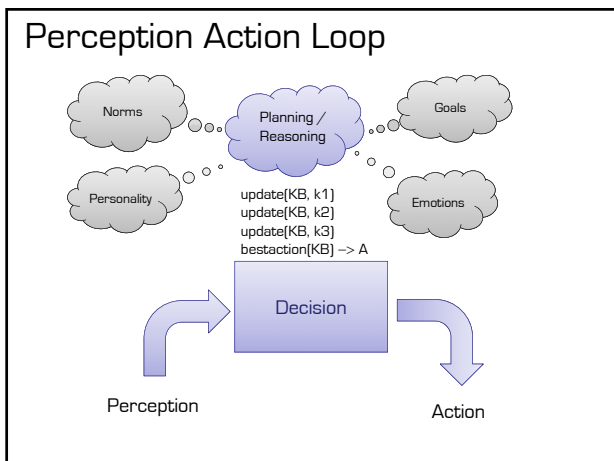 Perception Action Loop
Norms
Planning /
Reasoning
Goals
Personality
Emotions
update(KB, k1)
update(KB, k2)
update(KB, k3)
bestaction(KB) –> A
Decision
Perception
Action